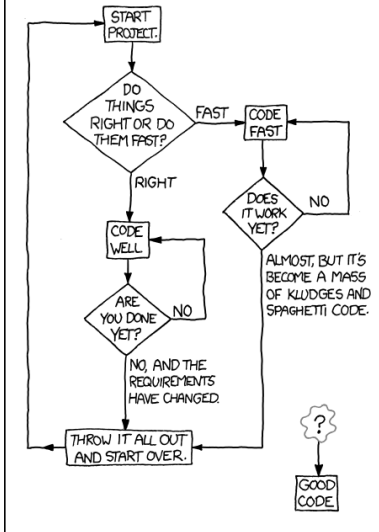 START
PROJECT.
DO
THINGS
RIGHT OR DO
THEM FAST?
FAST
CODE
FAST
RIGHT
DOES
IT WORK
YET?
NO
CODE
WELL
ALMOST, BUT IT'S
BECOME A MASS
OF KLUDGES AND
SPAGHETTI CODE.
ARE
YOU DONE
YET?
NO
NO, AND THE
REQUIREMENTS
HAVE CHANGED.
THROW IT ALL OUT
AND START OVER.
?
GOOD
CODE